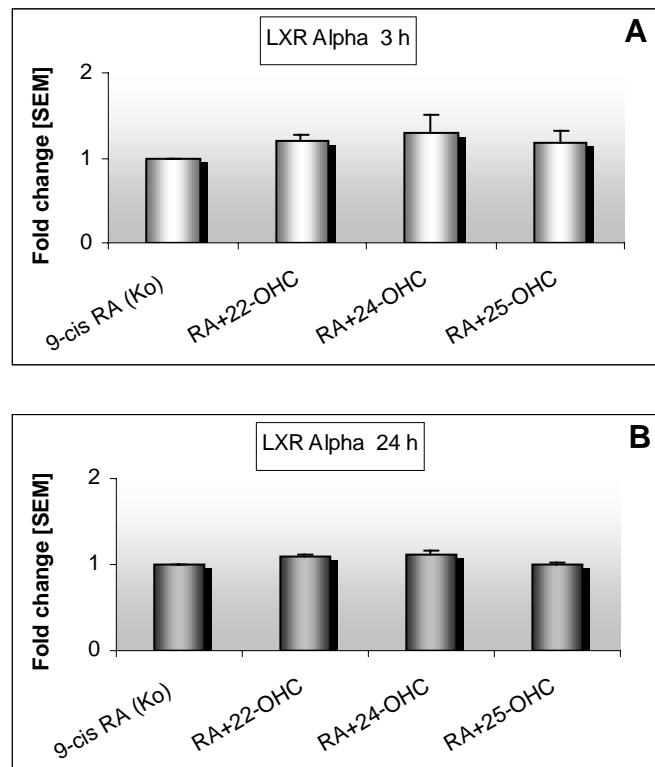 LXR Alpha 3 h
A
Fold change [SEM]
2
1
0
9-cis RA (Ko)
RA+22-OHC
RA+24-OHC
RA+25-OHC
LXR Alpha 24 h
B
Fold change [SEM]
2
1
0
9-cis RA (Ko)
RA+22-OHC
RA+24-OHC
RA+25-OHC